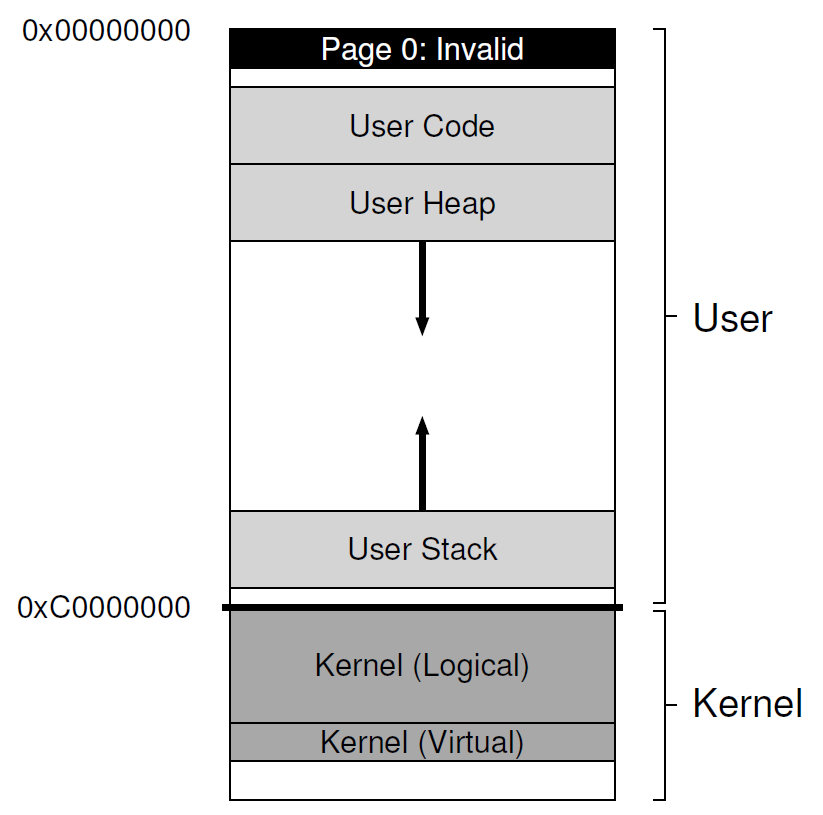 0x00000000
Page 0: Invalid
User Code
User Heap
User
User Stack
0xC0000000
Kernel (Logical)
Kernel
Kernel (Virtual)